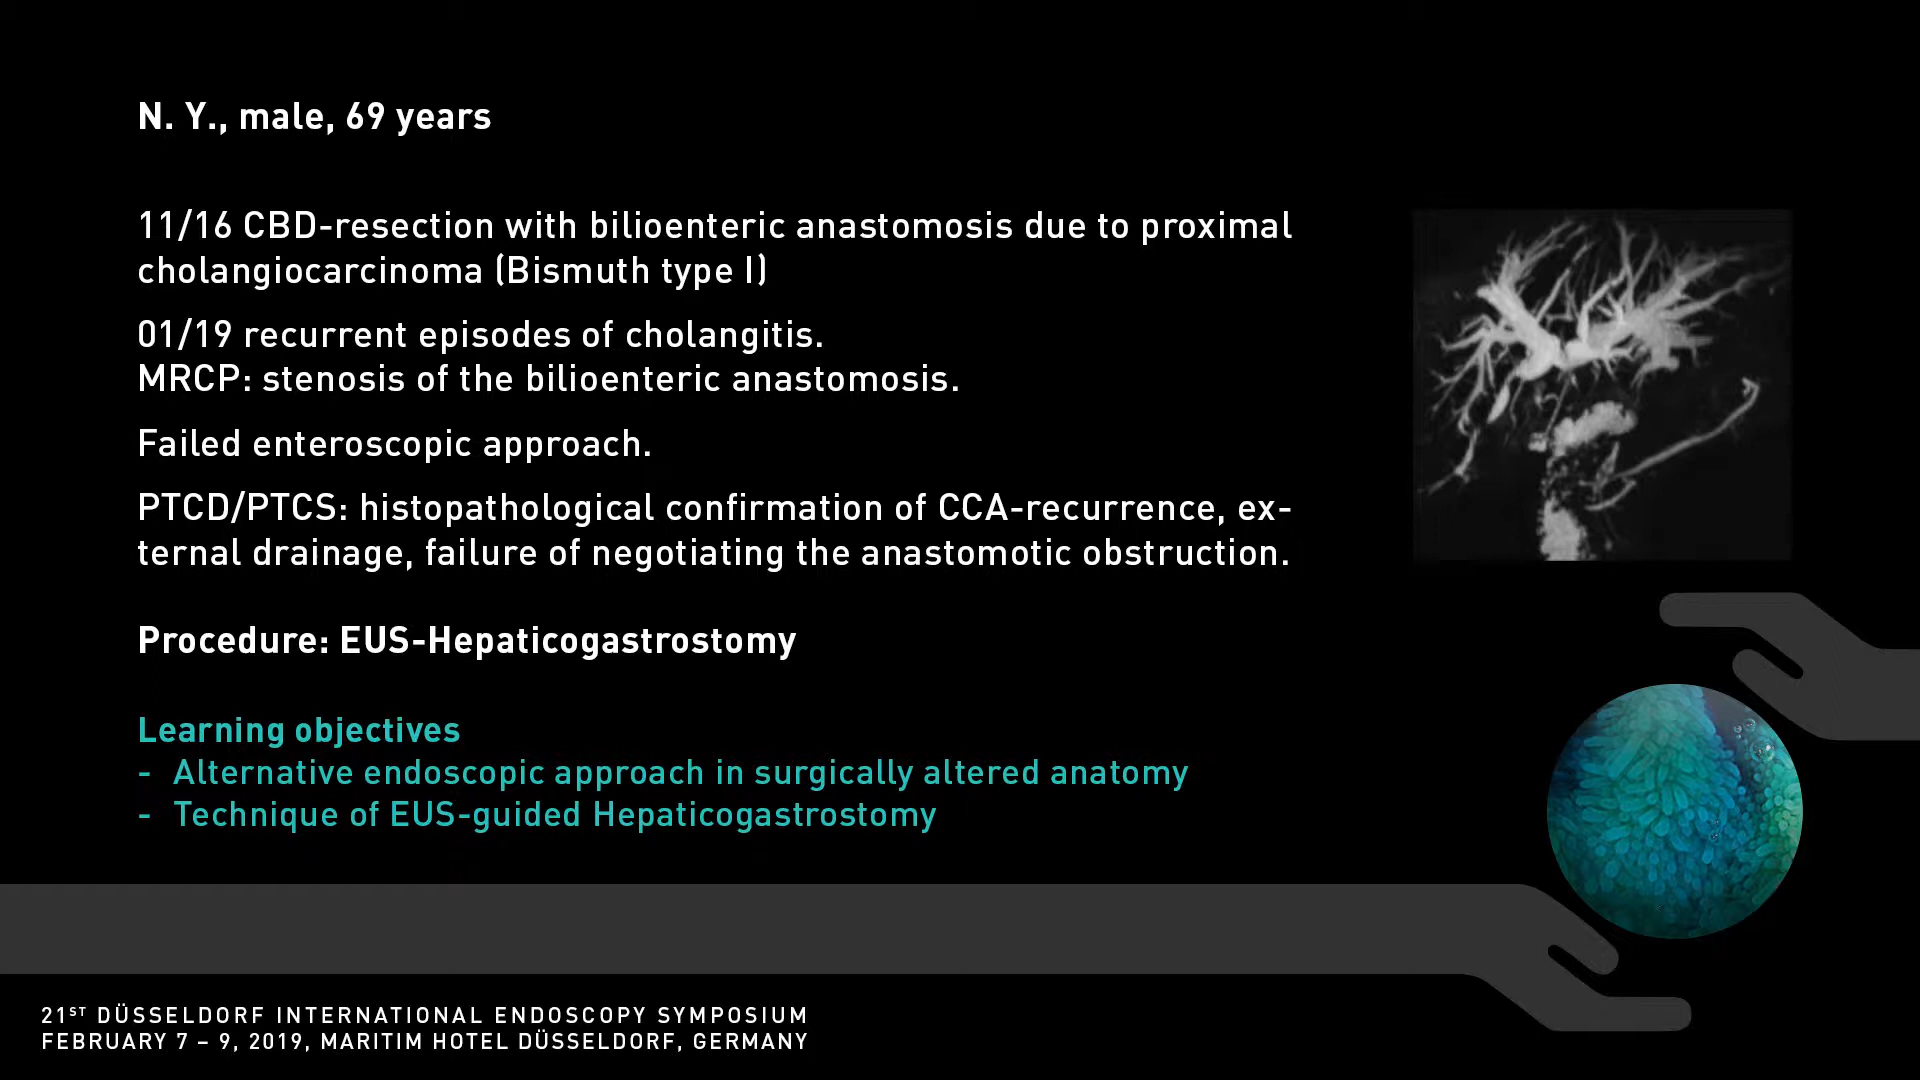 N. Y., male, 69 years
11/16 CBD-resection with bilioenteric anastomosis due to proximal
cholangiocarcinoma (Bismuth type I)
01/19 recurrent episodes of cholangitis.
MRCP: stenosis of the bilioenteric anastomosis.
Failed enteroscopic approach.
PTCD/PTCS: histopathological confirmation of CCA-recurrence, ex-
ternal drainage, failure of negotiating the anastomotic obstruction.
Procedure: EUS-Hepaticogastrostomy
Learning objectives
- Alternative endoscopic approach in surgically altered anatomy
- Technique of EUS-guided Hepaticogastrostomy
21ST DÜSSELDORF INTERNATIONAL ENDOSCOPY SYMPOSIUM
FEBRUARY 7 – 9, 2019, MARITIM HOTEL DÜSSELDORF, GERMANY